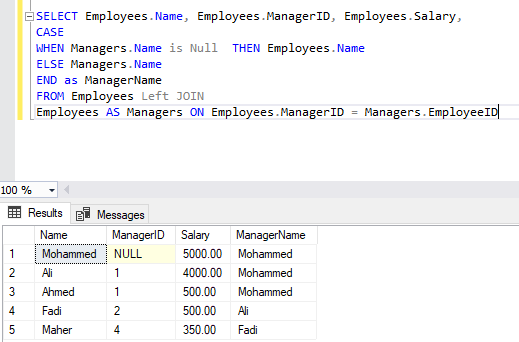 SELECT Employees.Name, Employees.ManagerID, Employees.Salary,
CASE
WHEN Managers.Name is Null  THEN Employees.Name
ELSE Managers.Name
END as ManagerName
FROM Employees Left JOIN
Employees AS Managers ON Employees.ManagerID = Managers.EmployeeID
100 %
Results Messages
Name ManagerID Salary ManagerName
1 Mohammed NULL 5000.00 Mohammed
2 Ali 1 4000.00 Mohammed
3 Ahmed 1 500.00 Mohammed
4 Fadi 2 500.00 Ali
5 Maher 4 350.00 Fadi